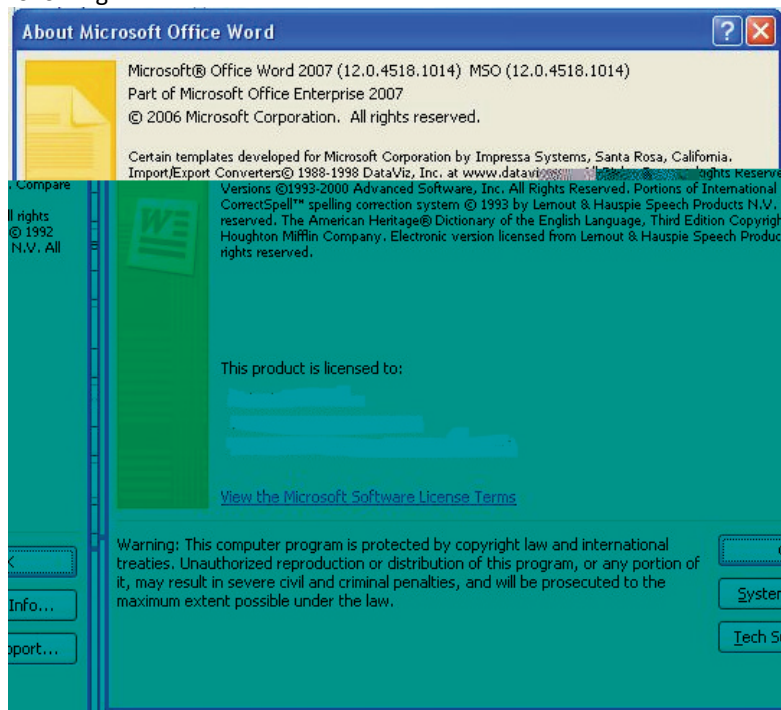 About Microsoft Office Word
Microsoft® Office Word 2007 (12.0.4518.1014) MSO (12.0.4518.1014)
Part of Microsoft Office Enterprise 2007
© 2006 Microsoft Corporation. All rights reserved.
Certain templates developed for Microsoft Corporation by Impressa Systems, Santa Rosa, California.
Import/Export Converters© 1988-1998 DataViz, Inc. at www.datavi ghts Reserve
. Compare
Versions ©1993-2000 Advanced Software, Inc. All Rights Reserved. Portions of International
CorrectSpell™ spelling correction system © 1993 by Lernout & Hauspie Speech Products N.V.
ll rights
reserved. The American Heritage® Dictionary of the English Language, Third Edition Copyrigh
© 1992
Houghton Mifflin Company. Electronic version licensed from Lernout & Hauspie Speech Produc
N.V. All
rights reserved.
This product is licensed to:
View the Microsoft Software License Terms
Warning: This computer program is protected by copyright law and international
treaties. Unauthorized reproduction or distribution of this program, or any portion of
it, may result in severe civil and criminal penalties, and will be prosecuted to the
maximum extent possible under the law.
Info...
System
pport...
Tech S